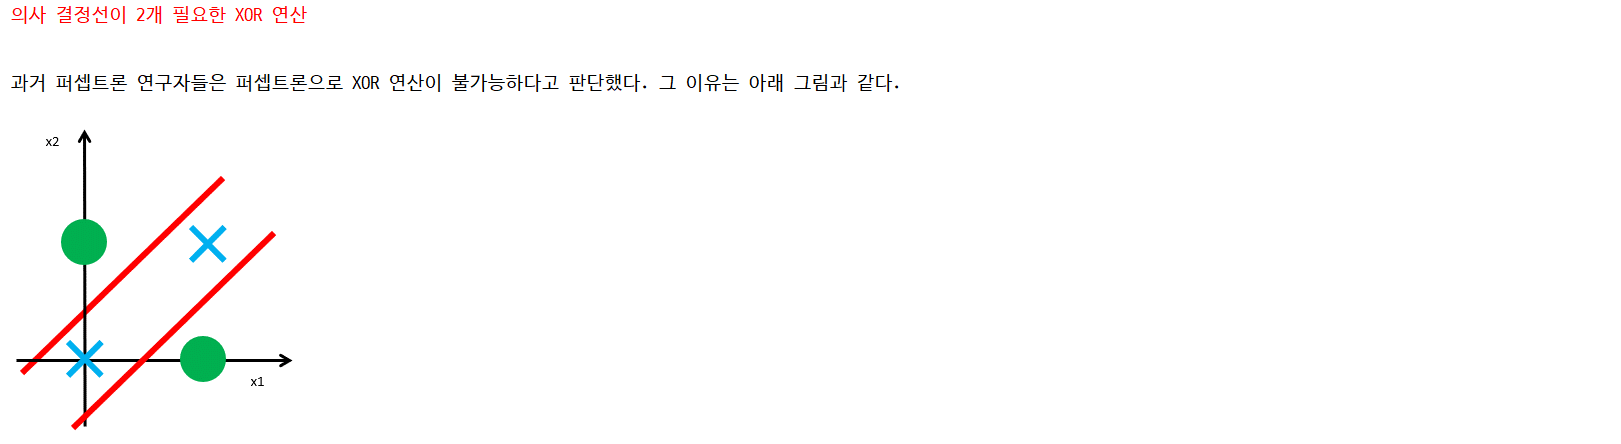 의사 결정선이 2개 필요한 XOR 연산
과거 퍼셉트론 연구자들은 퍼셉트론으로 XOR 연산이 불가능하다고 판단했다. 그 이유는 아래 그림과 같다.
x2
x1